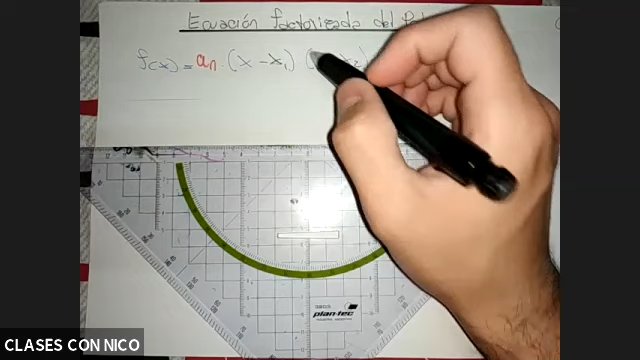 Ecuación factorizada del
f(x) = an · (x - x1) (
plan-tec
CLASES CON NICO